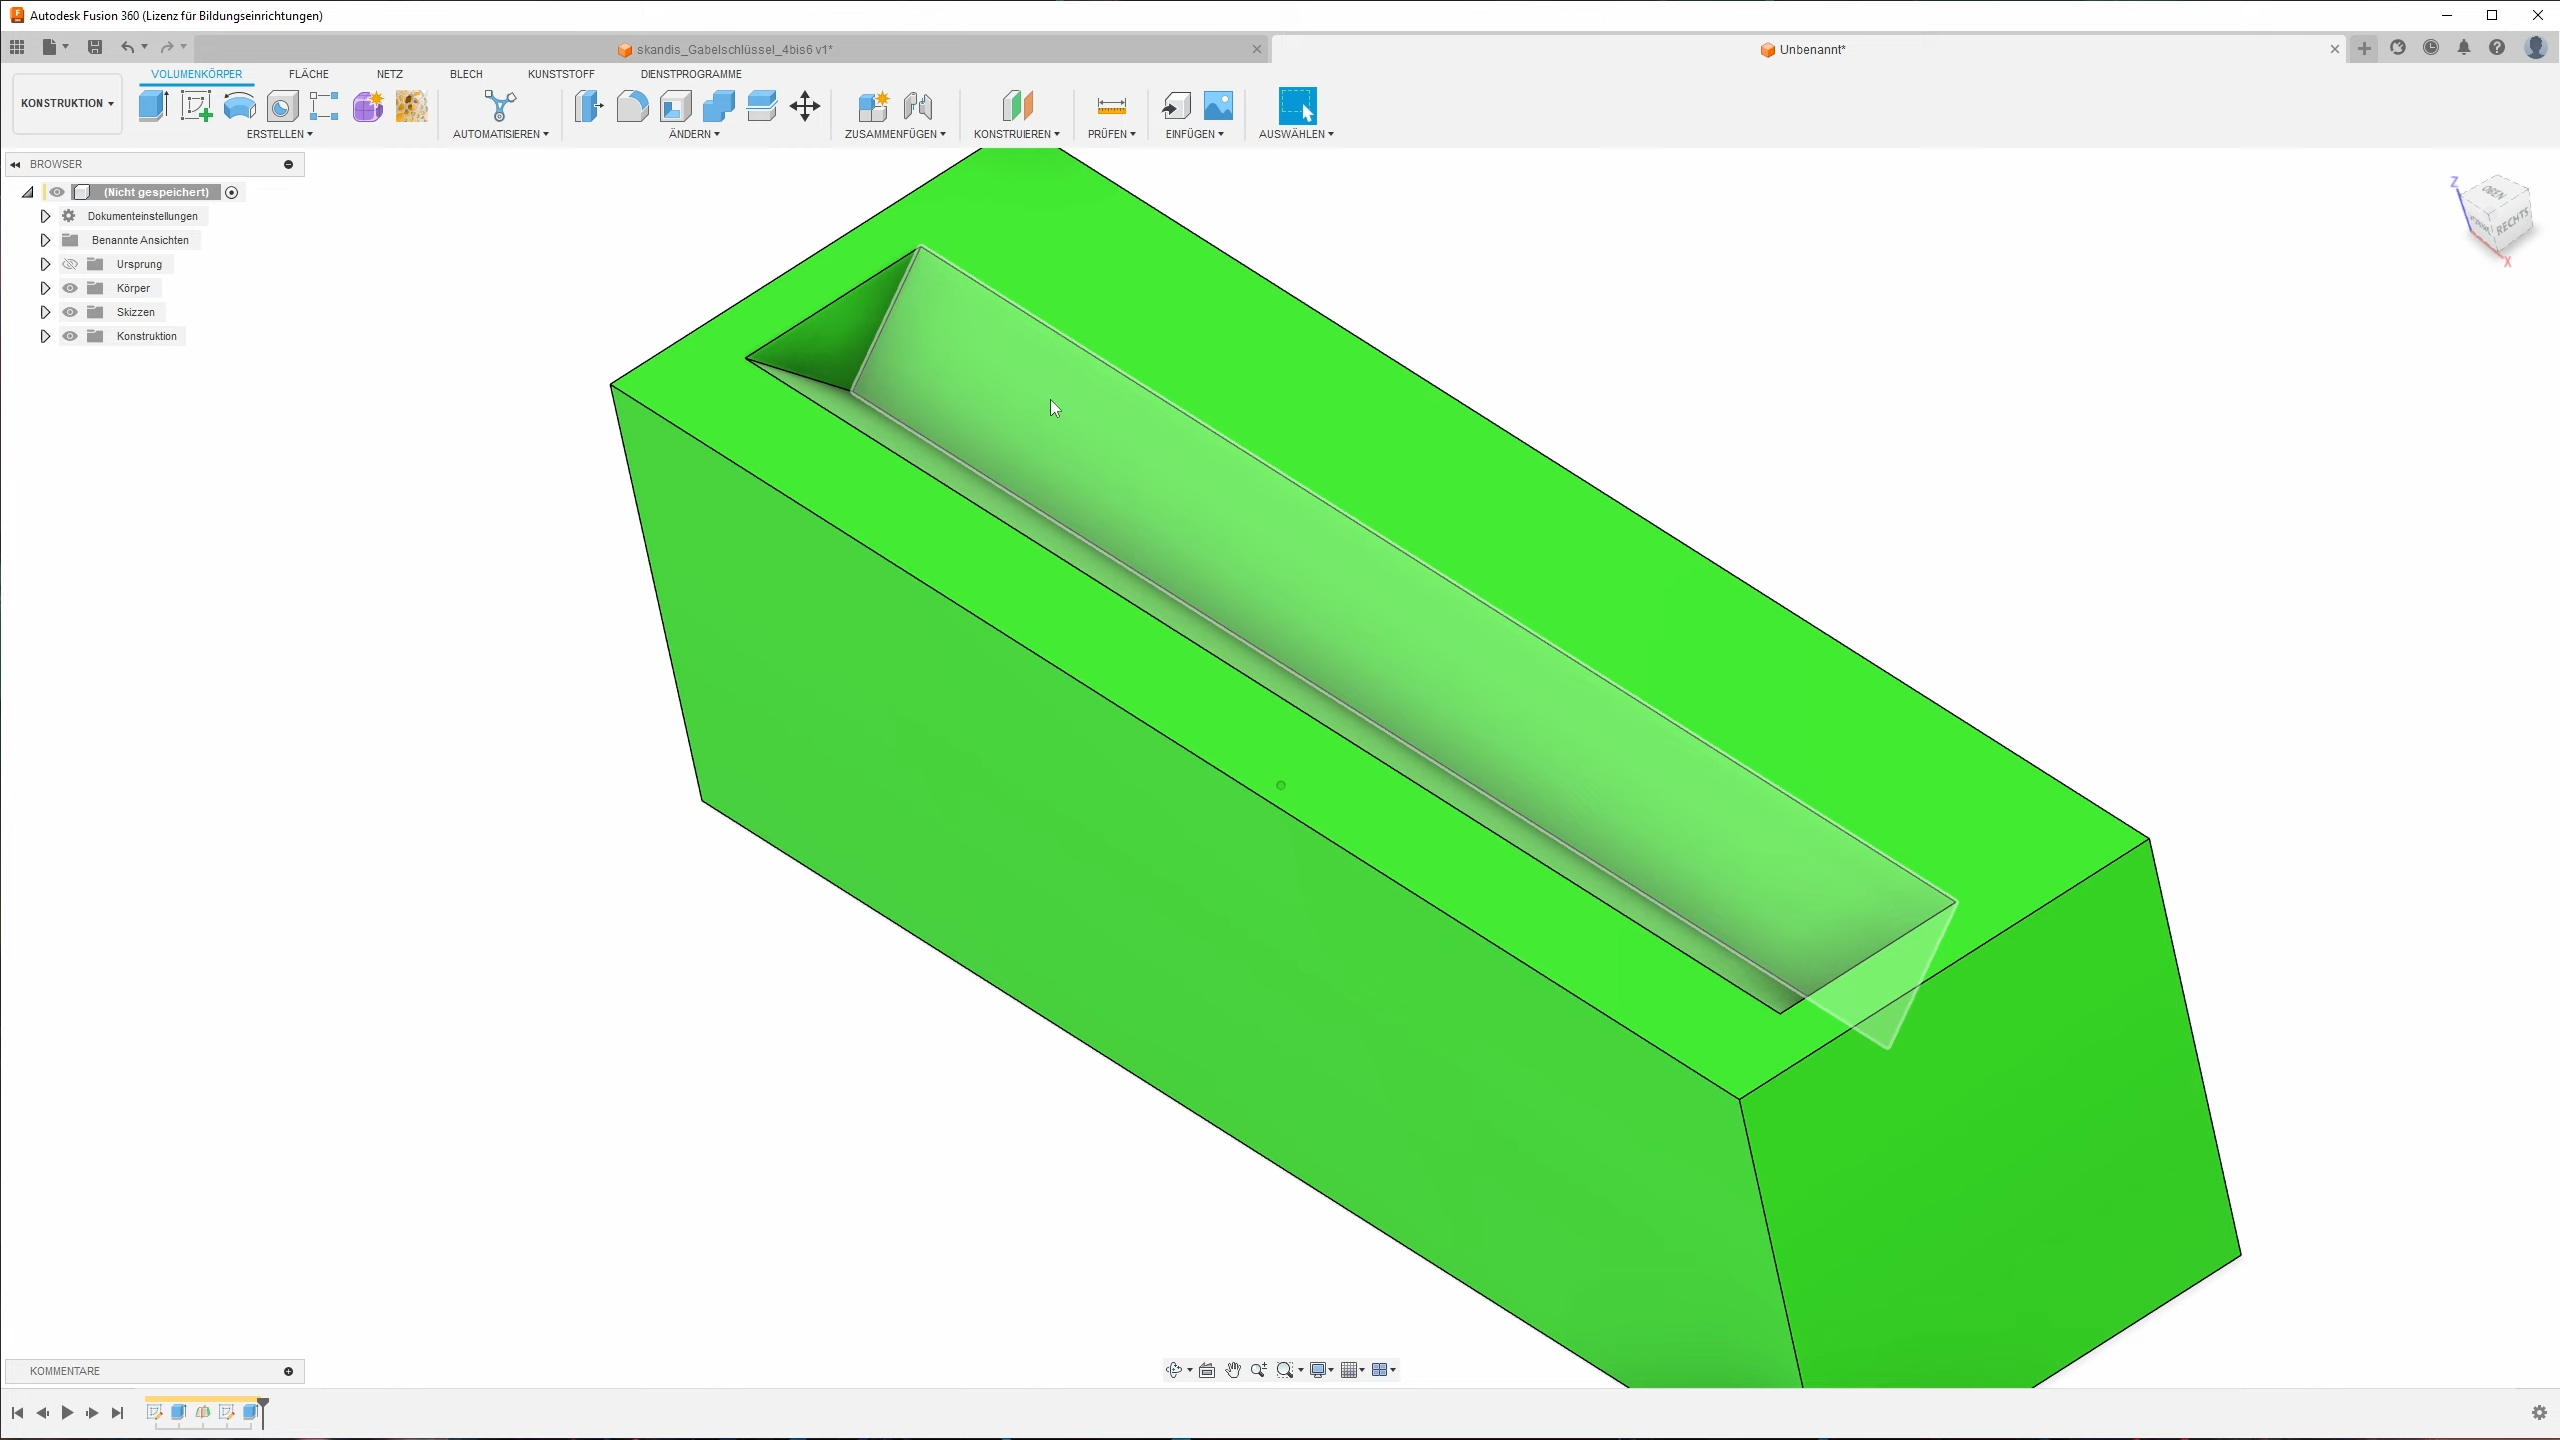 Autodesk Fusion 360 (Lizenz für Bildungseinrichtungen)
skandis_Gabelschlüssel_4bis6 v1*
Unbenannt*
KONSTRUKTION
VOLUMENKÖRPER
FLÄCHE
NETZ
BLECH
KUNSTSTOFF
DIENSTPROGRAMME
ERSTELLEN
AUTOMATISIEREN
ÄNDERN
ZUSAMMENFÜGEN
KONSTRUIEREN
PRÜFEN
EINFÜGEN
AUSWÄHLEN
BROWSER
(Nicht gespeichert)
Dokumenteinstellungen
Benannte Ansichten
Ursprung
Körper
Skizzen
Konstruktion
Z
OBEN
RECHTS
X
KOMMENTARE